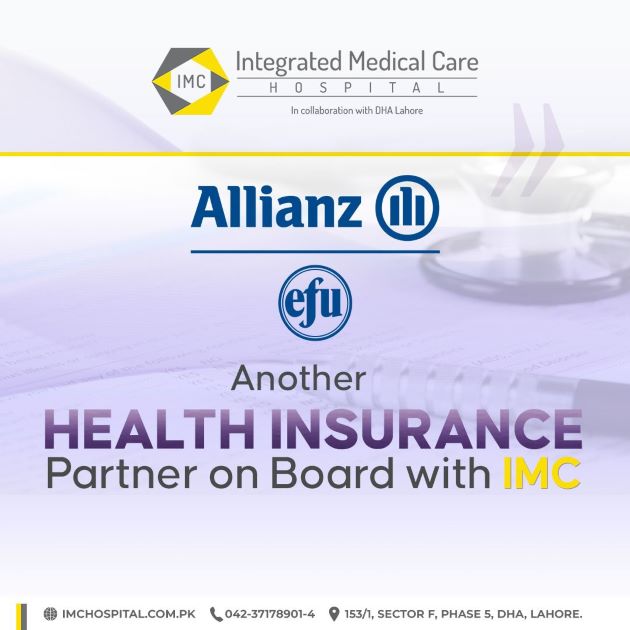 IMC
Integrated Medical Care
HOSPITAL
In collaboration with DHA Lahore
Allianz
efu
Another
HEALTH INSURANCE
Partner on Board with IMC
IMCHOSPITAL.COM.PK 042-37178901-4 153/1, SECTOR F, PHASE 5, DHA, LAHORE.